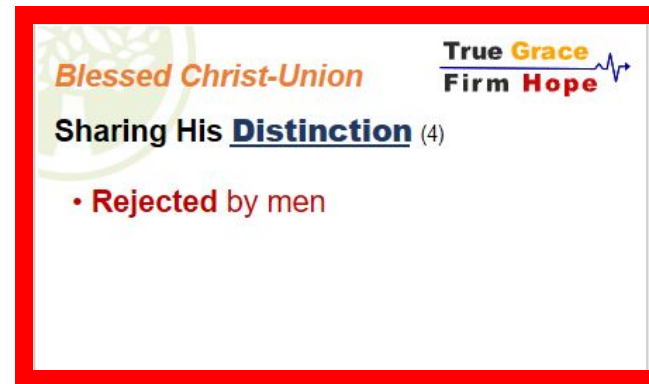 True Grace
Firm Hope
Blessed Christ-Union
Sharing His Distinction (4)
• Rejected by men